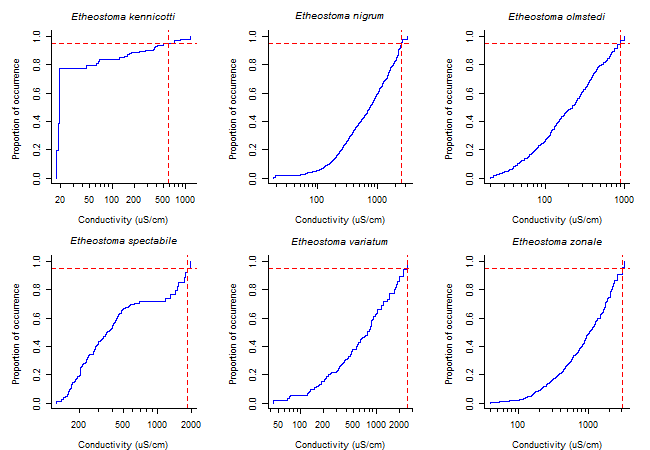 Etheostoma kennicotti
Proportion of occurrence
0.0 0.2 0.4 0.6 0.8 1.0
20 50 100 200 500 1000
Conductivity (uS/cm)
Etheostoma nigrum
Proportion of occurrence
0.0 0.2 0.4 0.6 0.8 1.0
100 1000
Conductivity (uS/cm)
Etheostoma olmstedi
Proportion of occurrence
0.0 0.2 0.4 0.6 0.8 1.0
100 1000
Conductivity (uS/cm)
Etheostoma spectabile
Proportion of occurrence
0.0 0.2 0.4 0.6 0.8 1.0
200 500 1000 2000
Conductivity (uS/cm)
Etheostoma variatum
Proportion of occurrence
0.0 0.2 0.4 0.6 0.8 1.0
50 100 200 500 1000 2000
Conductivity (uS/cm)
Etheostoma zonale
Proportion of occurrence
0.0 0.2 0.4 0.6 0.8 1.0
100 1000
Conductivity (uS/cm)